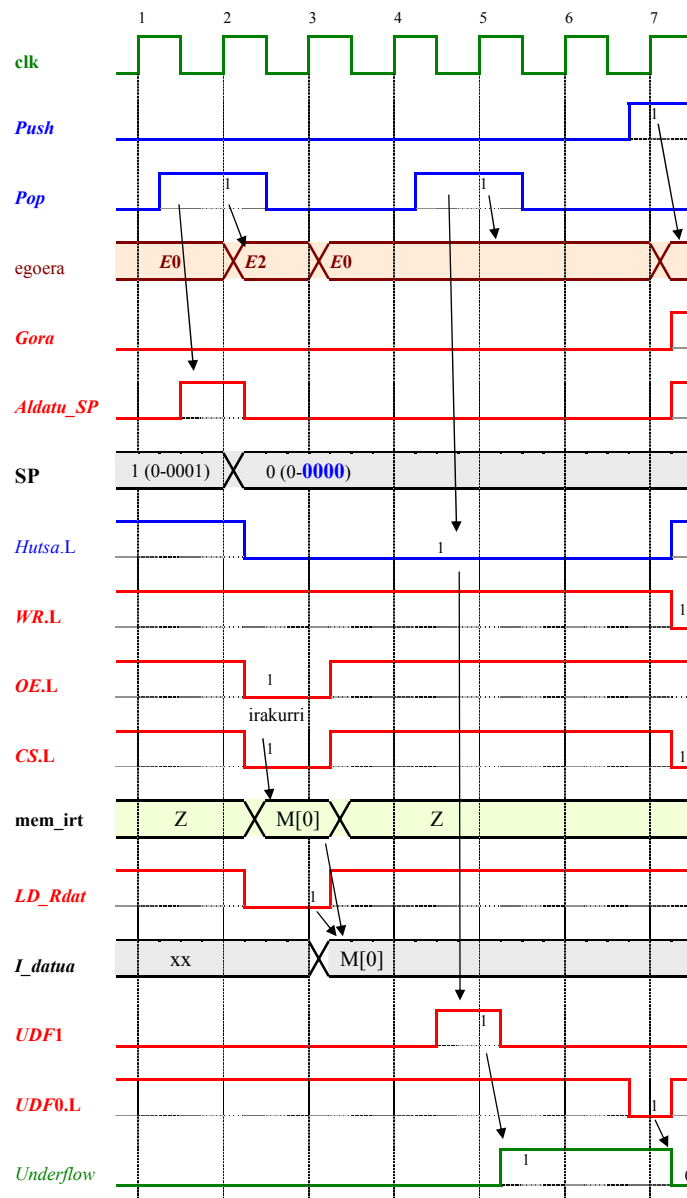 1 2 3 4 5 6 7
clk
Push 1
Pop 1 1
egoera E0 E2 E0
Gora
Aldatu_SP
SP 1 (0-0001) 0 (0-0000)
Hutsa.L 1
WR.L 1
OE.L 1
irakurri
CS.L 1 1
mem_irt Z M[0] Z
LD_Rdat 1
I_datua xx M[0]
UDF1 1
UDF0.L 1
Underflow 1 (